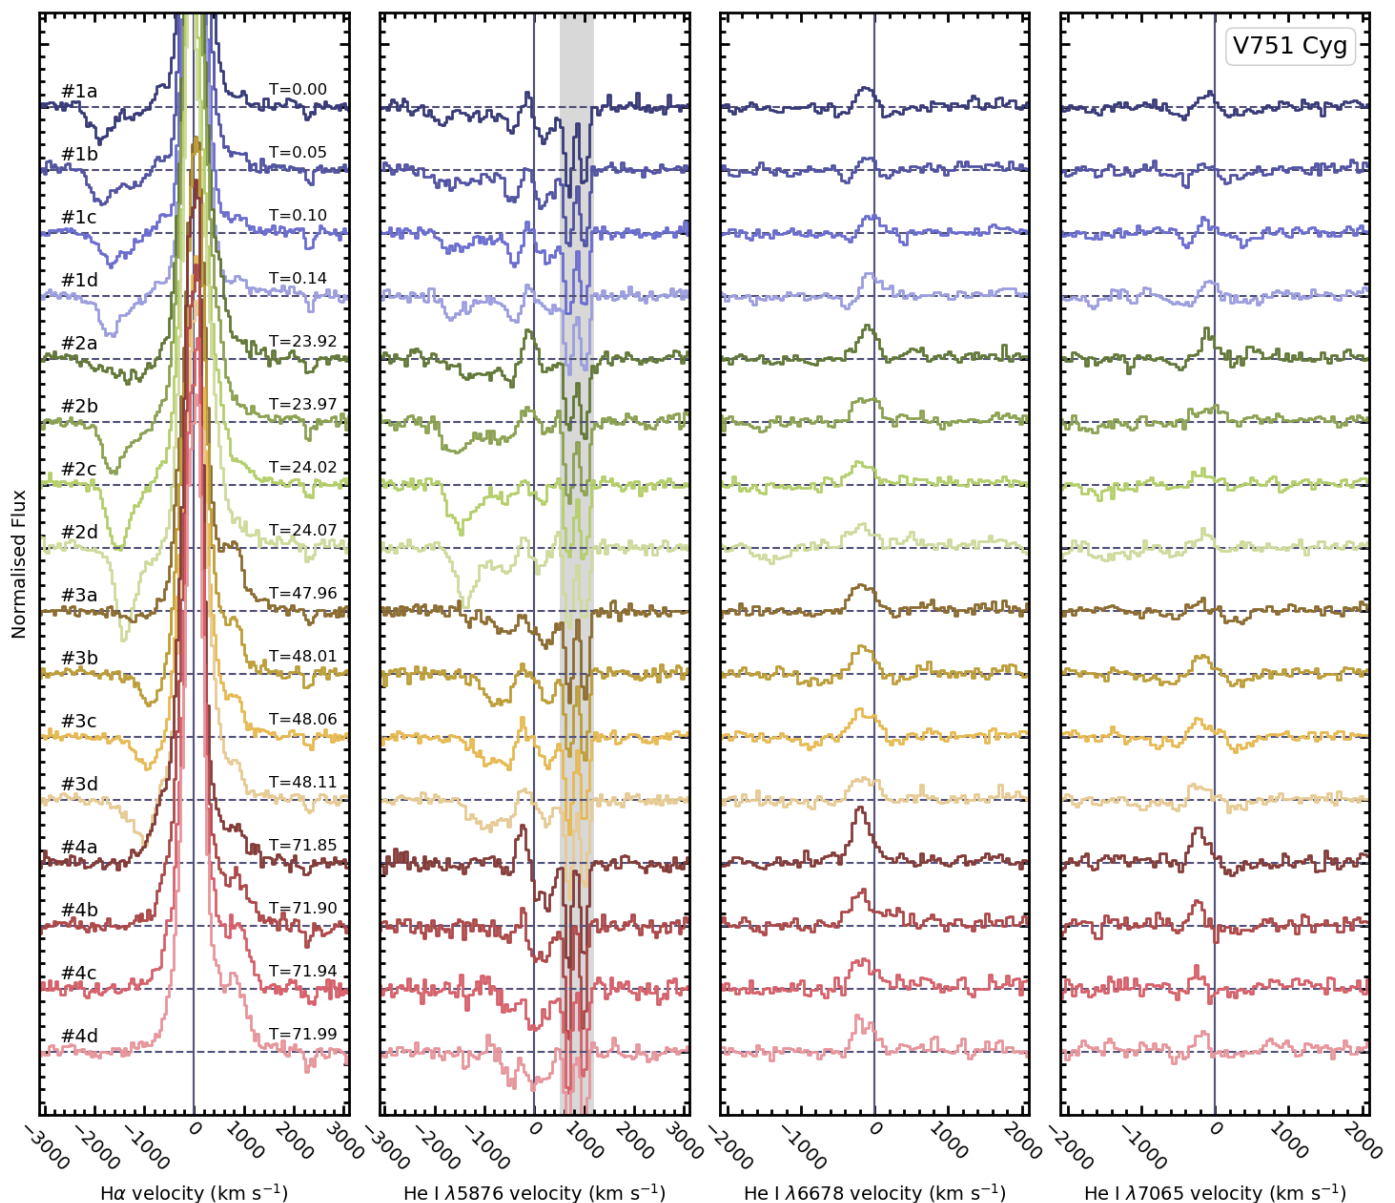 V751 Cyg
Normalised Flux
#1a T=0.00
#1b T=0.05
#1c T=0.10
#1d T=0.14
#2a T=23.92
#2b T=23.97
#2c T=24.02
#2d T=24.07
#3a T=47.96
#3b T=48.01
#3c T=48.06
#3d T=48.11
#4a T=71.85
#4b T=71.90
#4c T=71.94
#4d T=71.99
−3000 −2000 −1000 0 1000 2000 3000 −3000 −2000 −1000 0 1000 2000 3000 −2000 −1000 0 1000 2000 −2000 −1000 0 1000 2000
Hα velocity (km s⁻¹) He I λ5876 velocity (km s⁻¹) He I λ6678 velocity (km s⁻¹) He I λ7065 velocity (km s⁻¹)